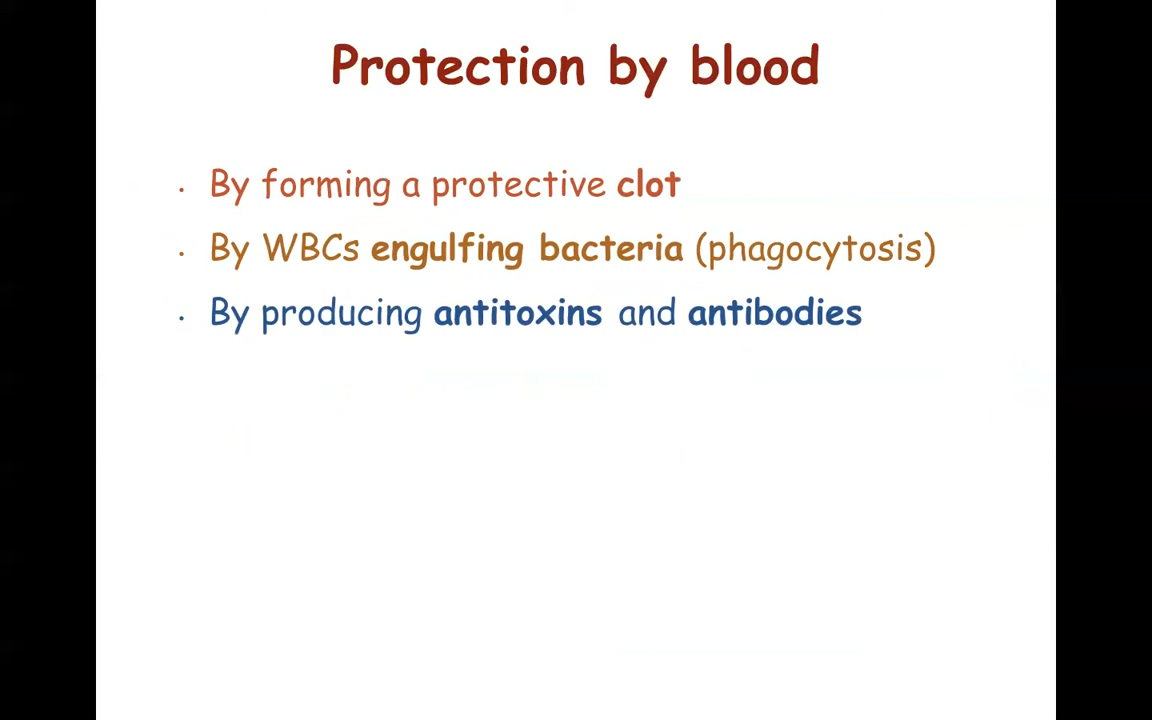 Protection by blood
• By forming a protective clot
• By WBCs engulfing bacteria (phagocytosis)
• By producing antitoxins and antibodies